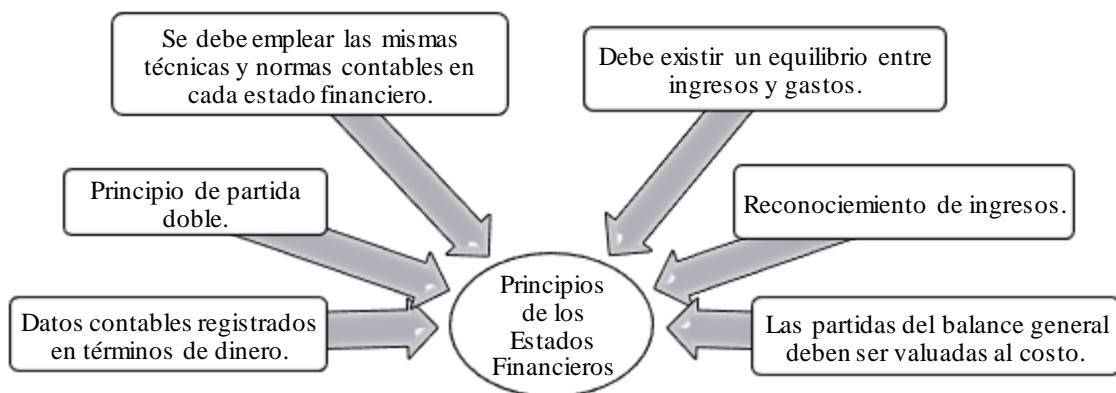 Se debe emplear las mismas
técnicas y normas contables en
cada estado financiero.
Debe existir un equilibrio entre
ingresos y gastos.
Principio de partida
doble.
Reconociemiento de ingresos.
Datos contables registrados
en términos de dinero.
Principios
de los
Estados
Financieros
Las partidas del balance general
deben ser valuadas al costo.